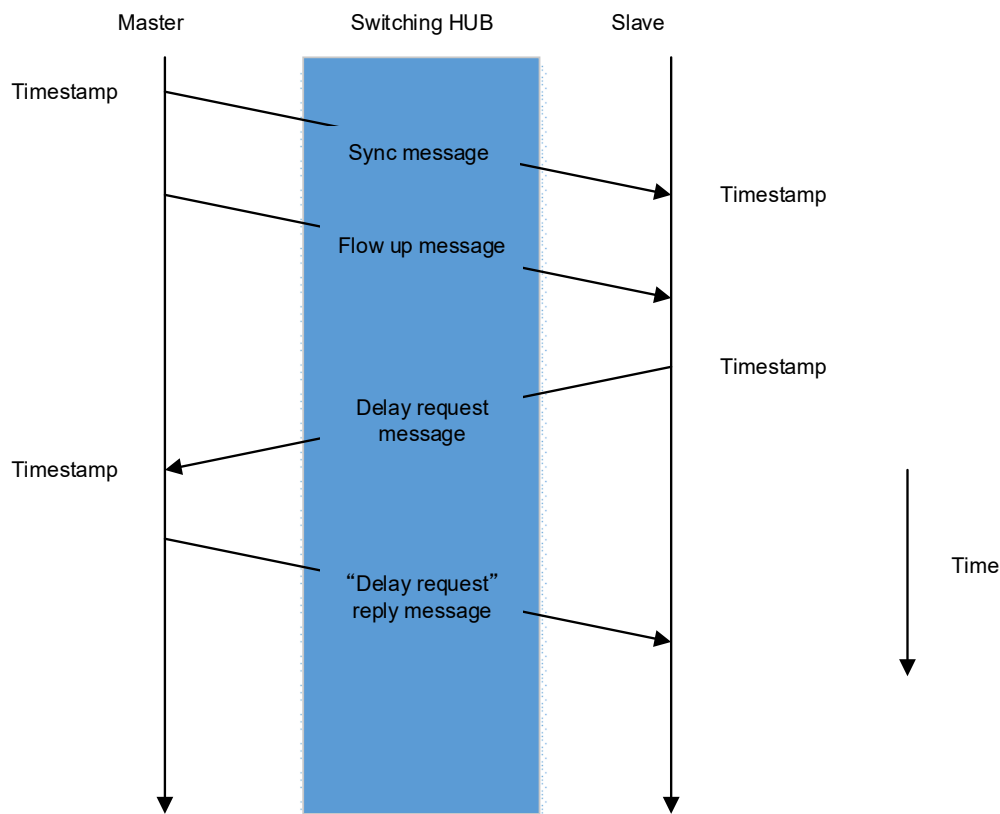 Master
Switching HUB
Slave
Timestamp
Sync message
Timestamp
Flow up message
Timestamp
Delay request
message
Timestamp
Time
“Delay request”
reply message